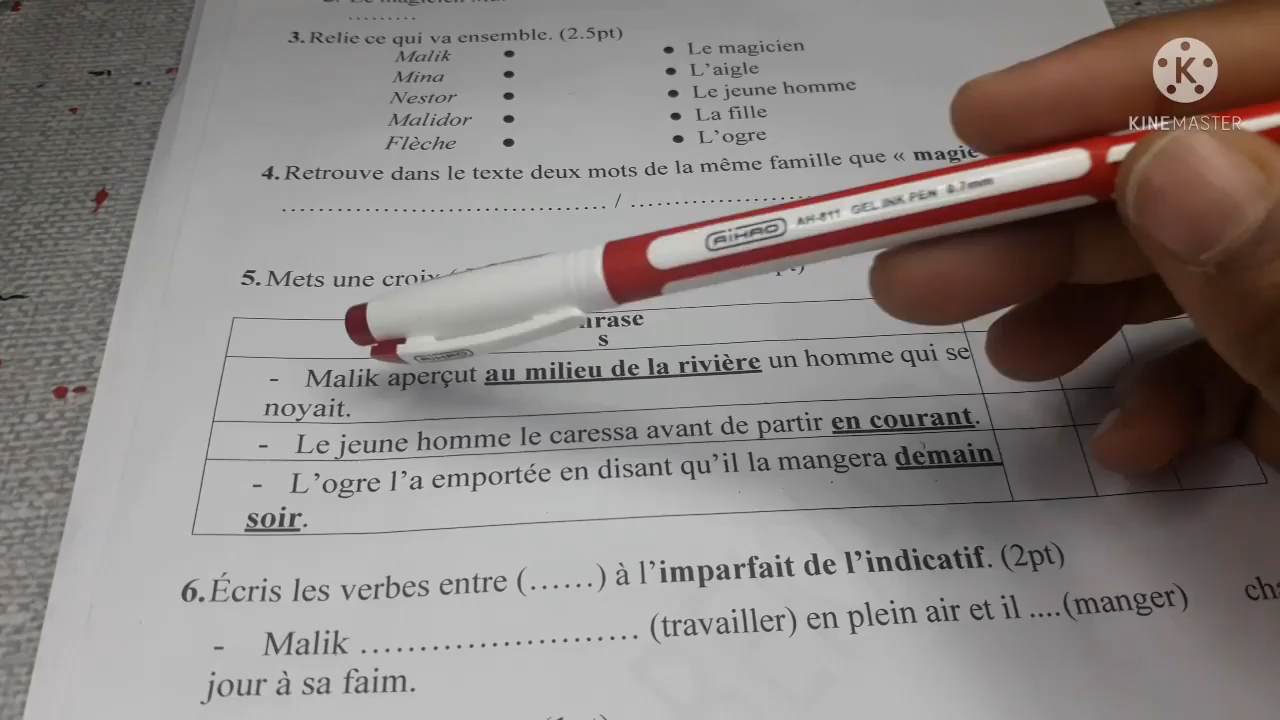 3. Relie ce qui va ensemble. (2.5pt)
Malik • • Le magicien
Mina • • L'aigle
Nestor • • Le jeune homme
Malidor • • La fille
Flèche • • L'ogre
4. Retrouve dans le texte deux mots de la même famille que « magie
................................. / ....................
5. Mets une croix
s
- Malik aperçut au milieu de la rivière un homme qui se
noyait.
- Le jeune homme le caressa avant de partir en courant.
- L'ogre l'a emportée en disant qu'il la mangera demain
soir.
6. Écris les verbes entre (......) à l'imparfait de l'indicatif. (2pt)
- Malik .............................. (travailler) en plein air et il ....(manger)
jour à sa faim.
KINEMASTER
K
AIHAO AH-811 GEL INK PEN 0.7mm